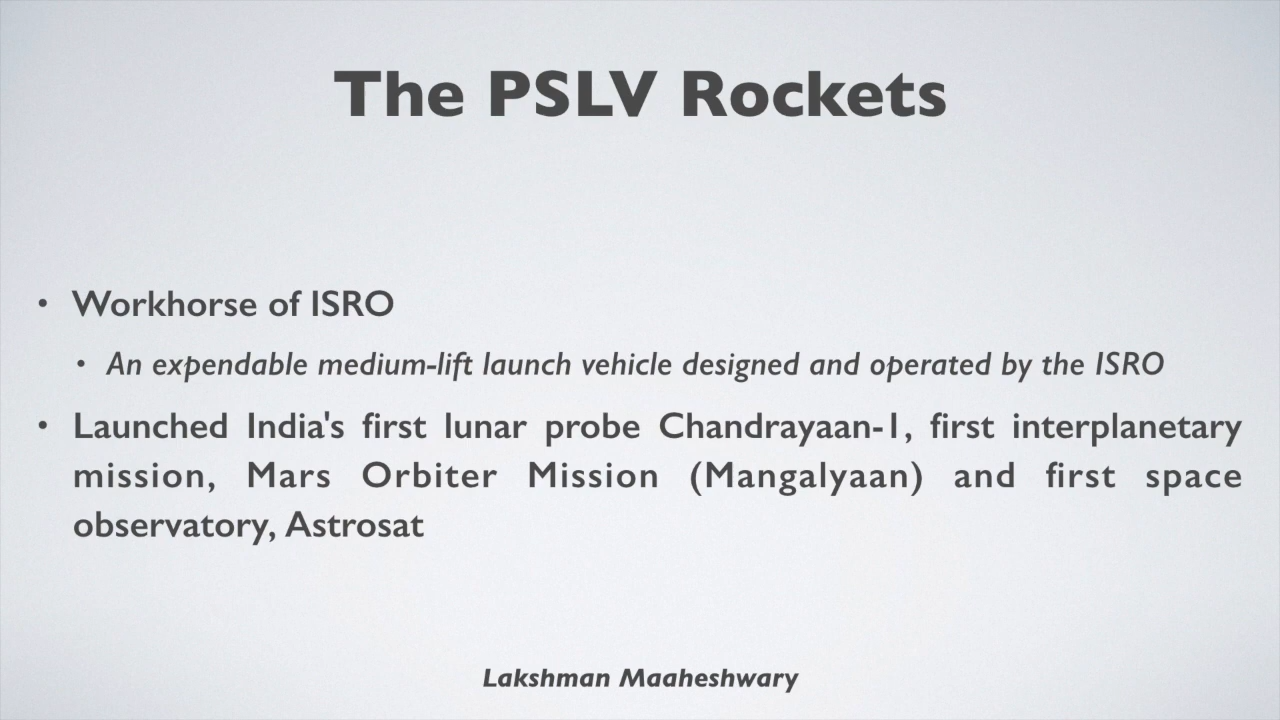 The PSLV Rockets
• Workhorse of ISRO
• An expendable medium-lift launch vehicle designed and operated by the ISRO
• Launched India's first lunar probe Chandrayaan-1, first interplanetary
mission, Mars Orbiter Mission (Mangalyaan) and first space
observatory, Astrosat
Lakshman Maaheshwary